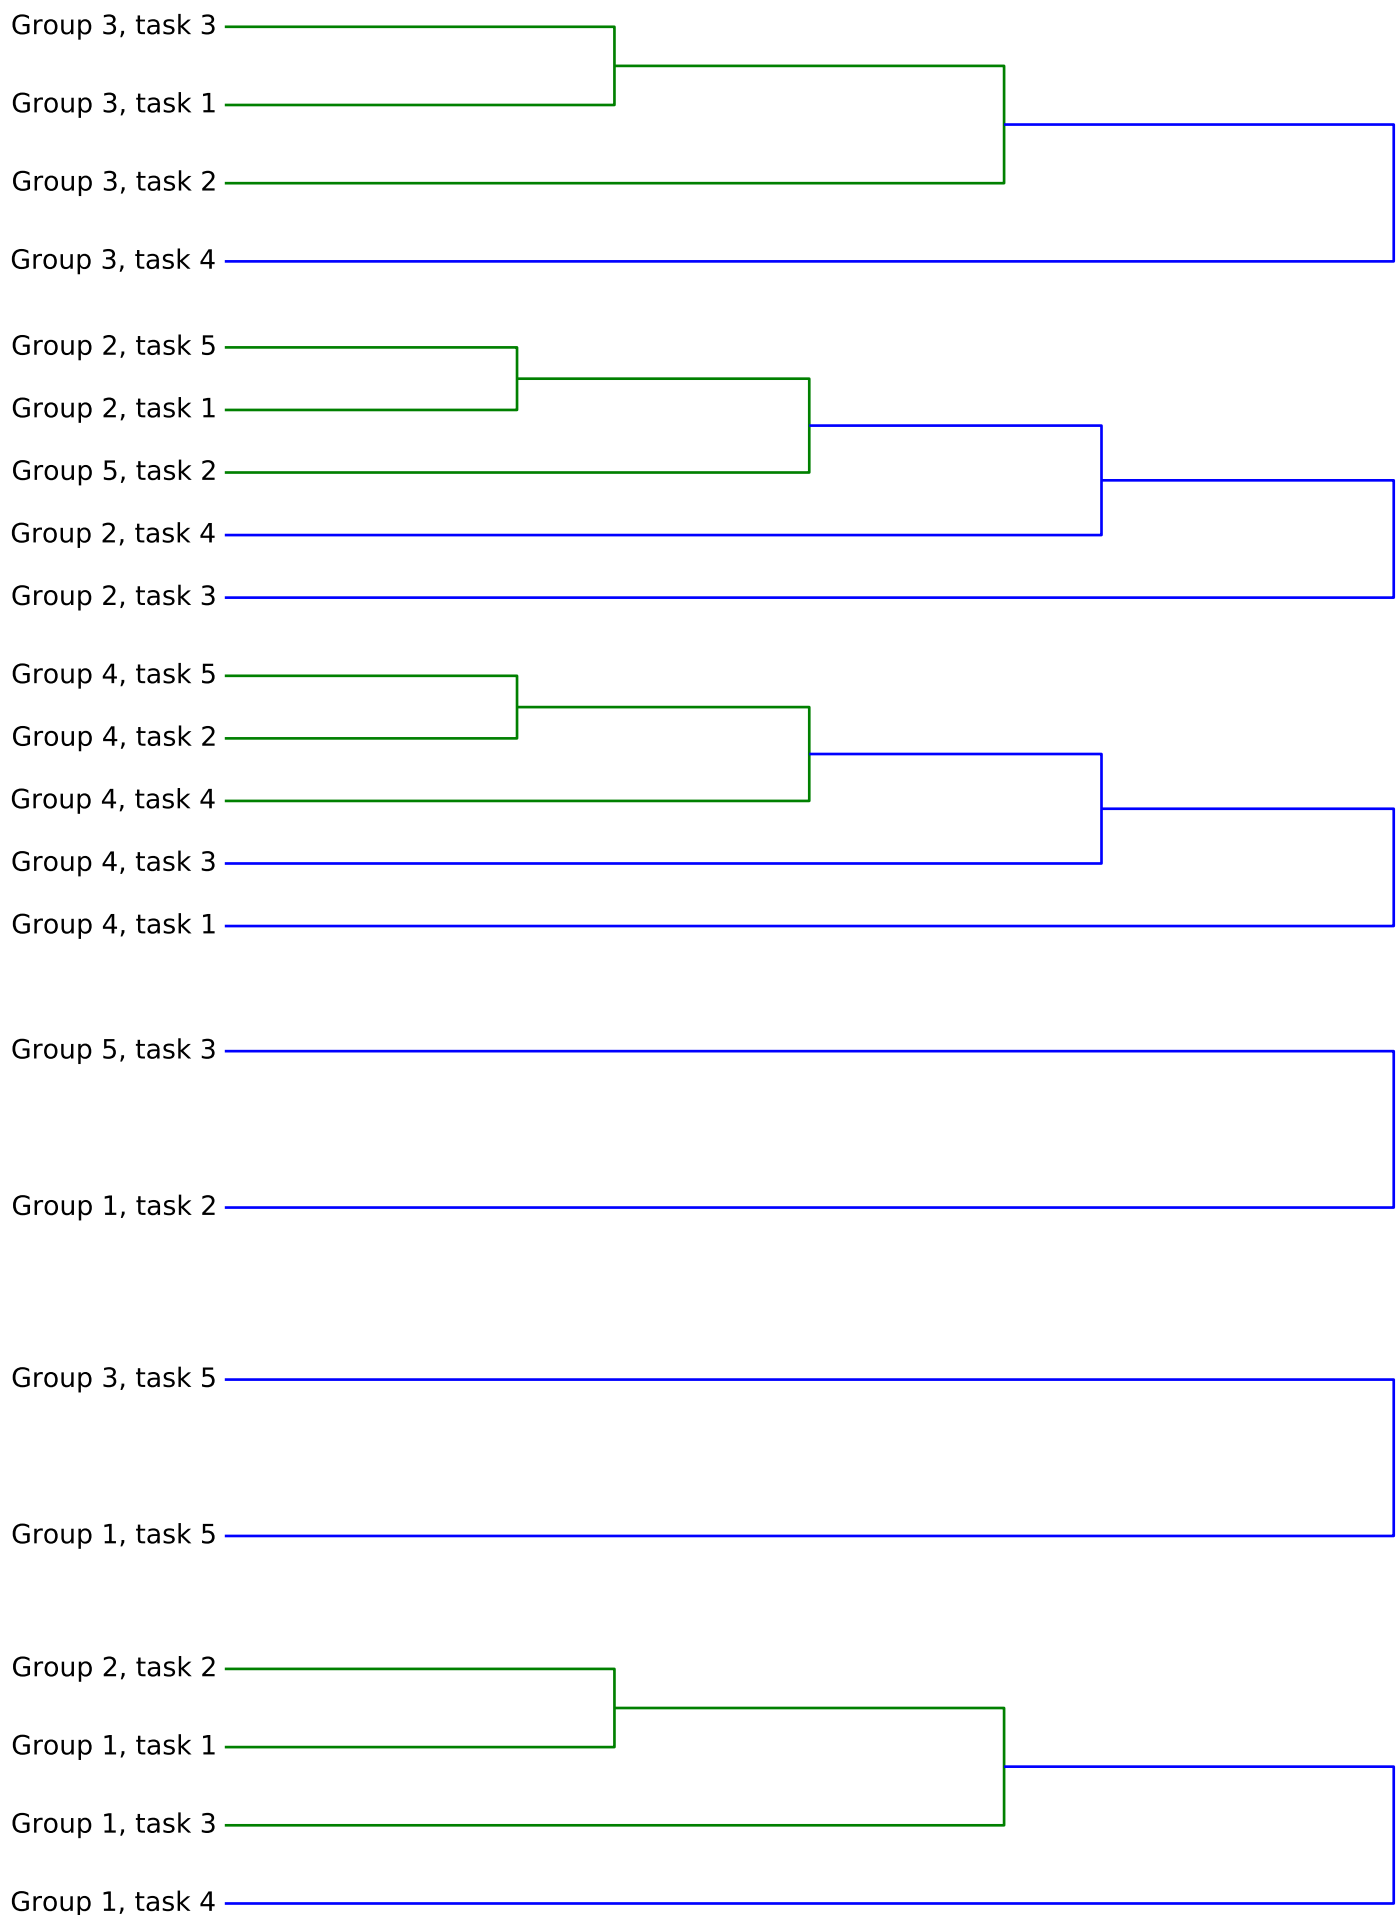 Group 3, task 3
Group 3, task 1
Group 3, task 2
Group 3, task 4
Group 2, task 5
Group 2, task 1
Group 5, task 2
Group 2, task 4
Group 2, task 3
Group 4, task 5
Group 4, task 2
Group 4, task 4
Group 4, task 3
Group 4, task 1
Group 5, task 3
Group 1, task 2
Group 3, task 5
Group 1, task 5
Group 2, task 2
Group 1, task 1
Group 1, task 3
Group 1, task 4